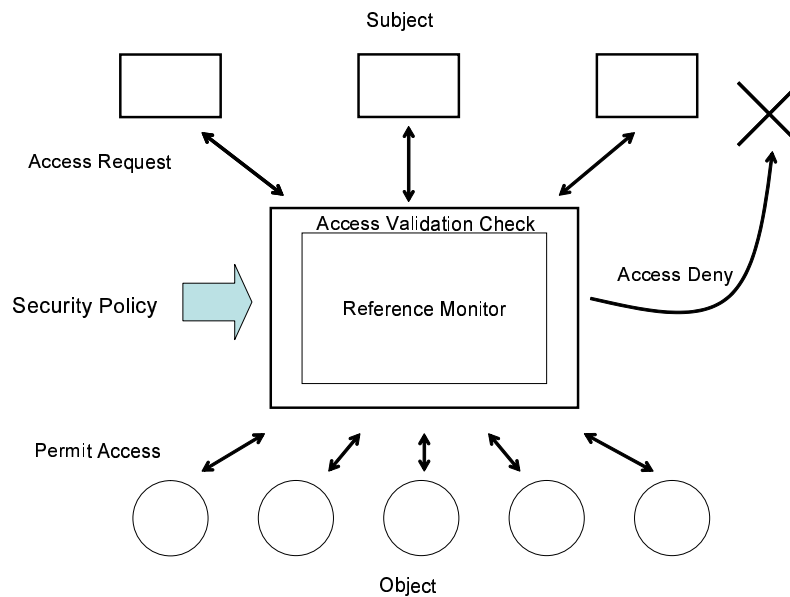 Subject
Access Request
Access Validation Check
Access Deny
Security Policy
Reference Monitor
Permit Access
Object